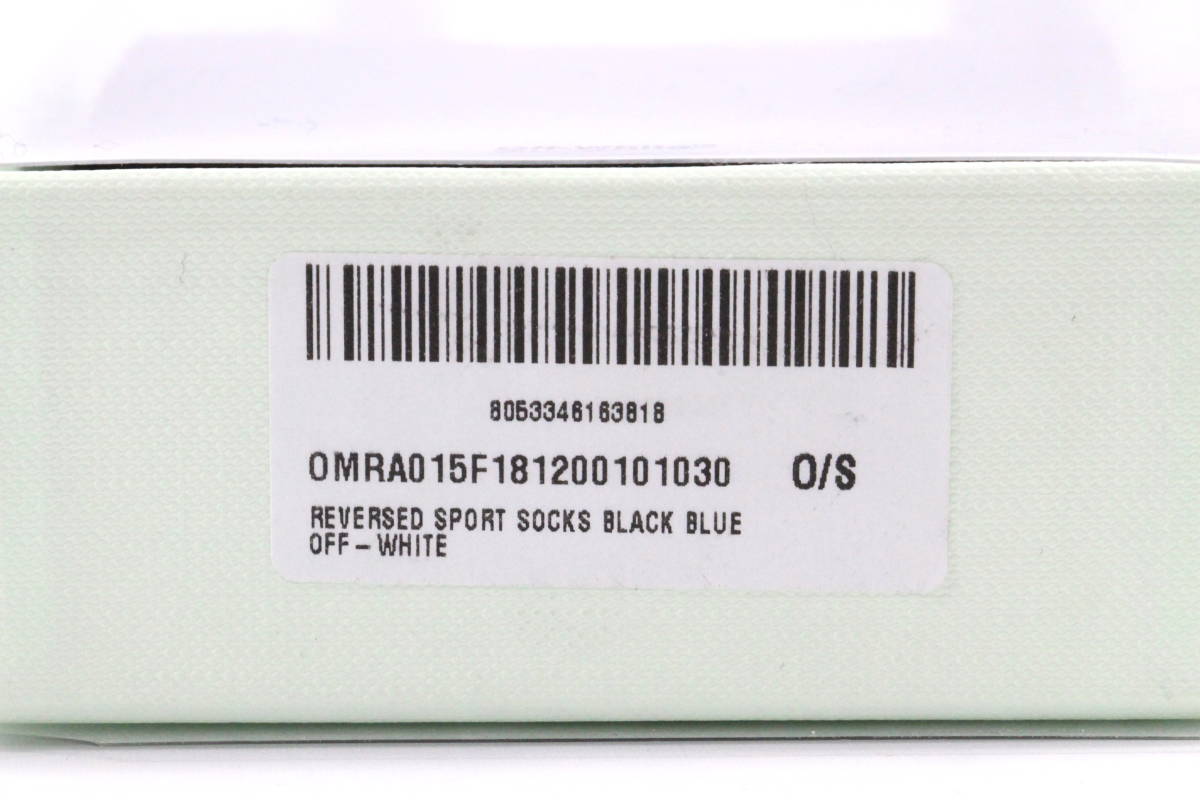 8053346163818
OMRA015F181200101030 O/S
REVERSED SPORT SOCKS BLACK BLUE
OFF-WHITE